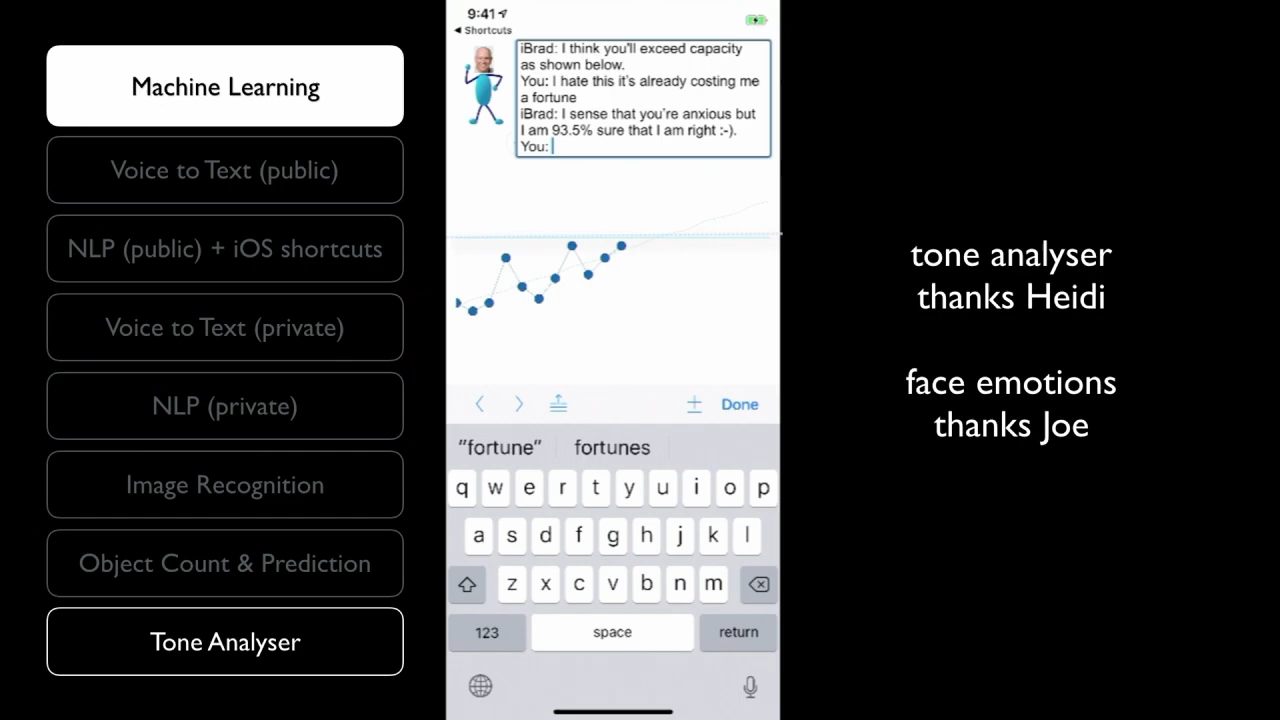 Machine Learning
Voice to Text (public)
NLP (public) + iOS shortcuts
Voice to Text (private)
NLP (private)
Image Recognition
Object Count & Prediction
Tone Analyser
9:41
Shortcuts
iBrad: I think you'll exceed capacity
as shown below.
You: I hate this it's already costing me
a fortune
iBrad: I sense that you're anxious but
I am 93.5% sure that I am right :-).
You:
Done
"fortune" fortunes
q w e r t y u i o p
a s d f g h j k l
z x c v b n m
123 space return
tone analyser
thanks Heidi
face emotions
thanks Joe